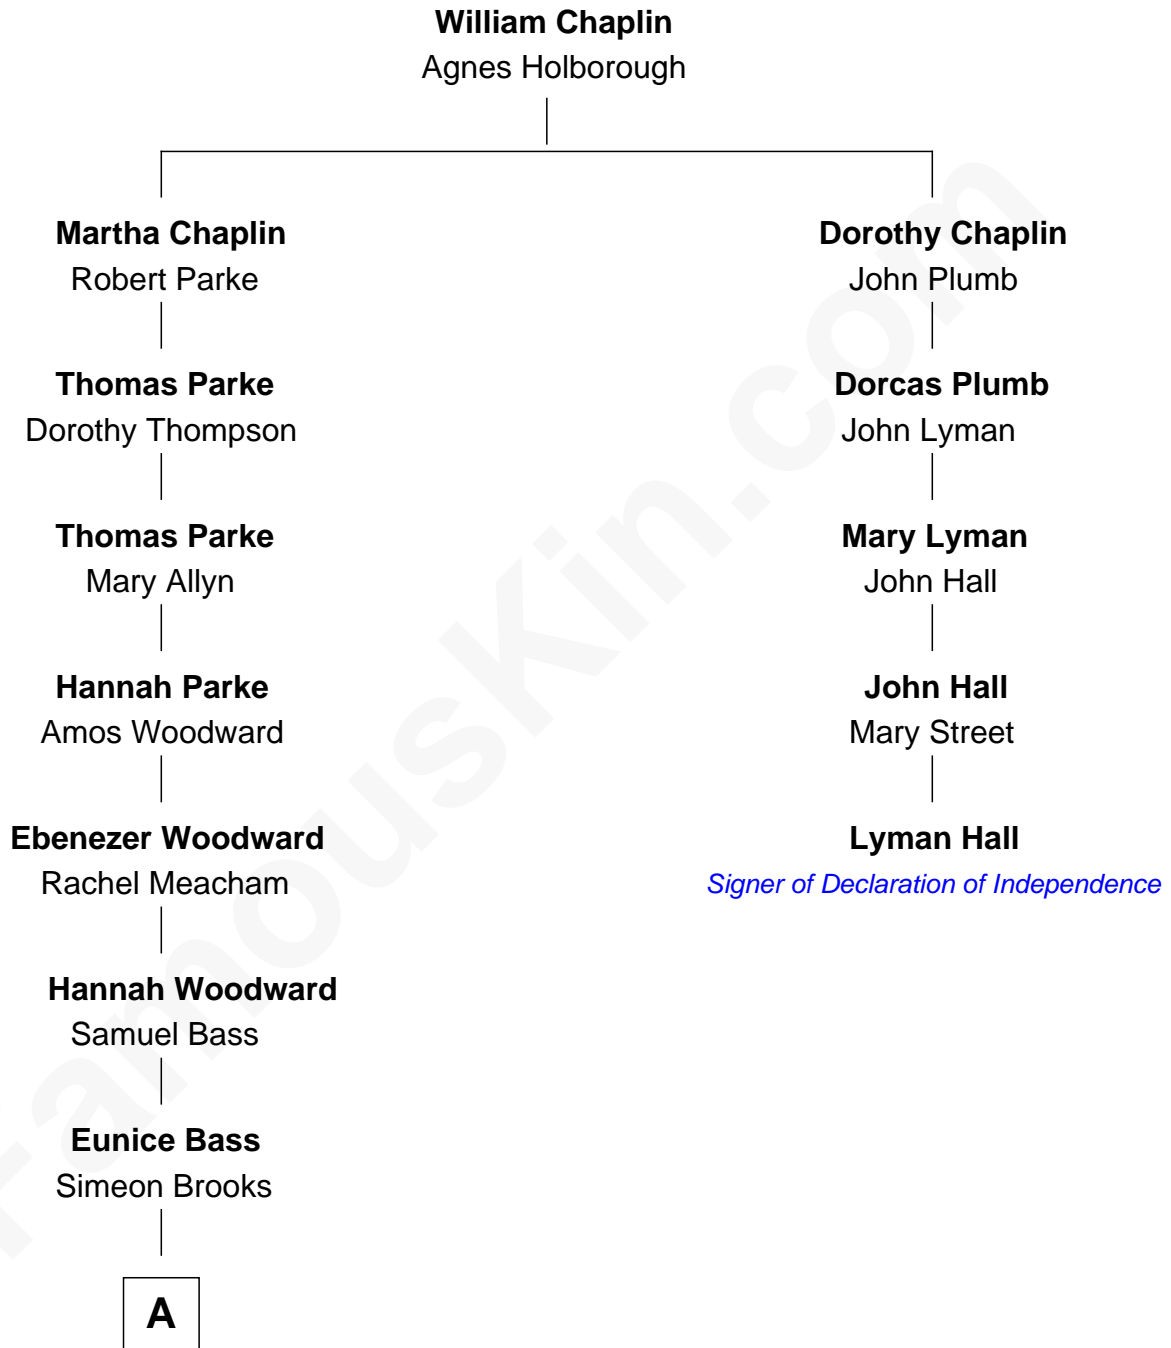 William Chaplin
Agnes Holborough
Martha Chaplin
Robert Parke
Thomas Parke
Dorothy Thompson
Thomas Parke
Mary Allyn
Hannah Parke
Amos Woodward
Ebenezer Woodward
Rachel Meacham
Hannah Woodward
Samuel Bass
Eunice Bass
Simeon Brooks
A
Dorothy Chaplin
John Plumb
Dorcas Plumb
John Lyman
Mary Lyman
John Hall
John Hall
Mary Street
Lyman Hall
Signer of Declaration of Independence
FamousKin.com